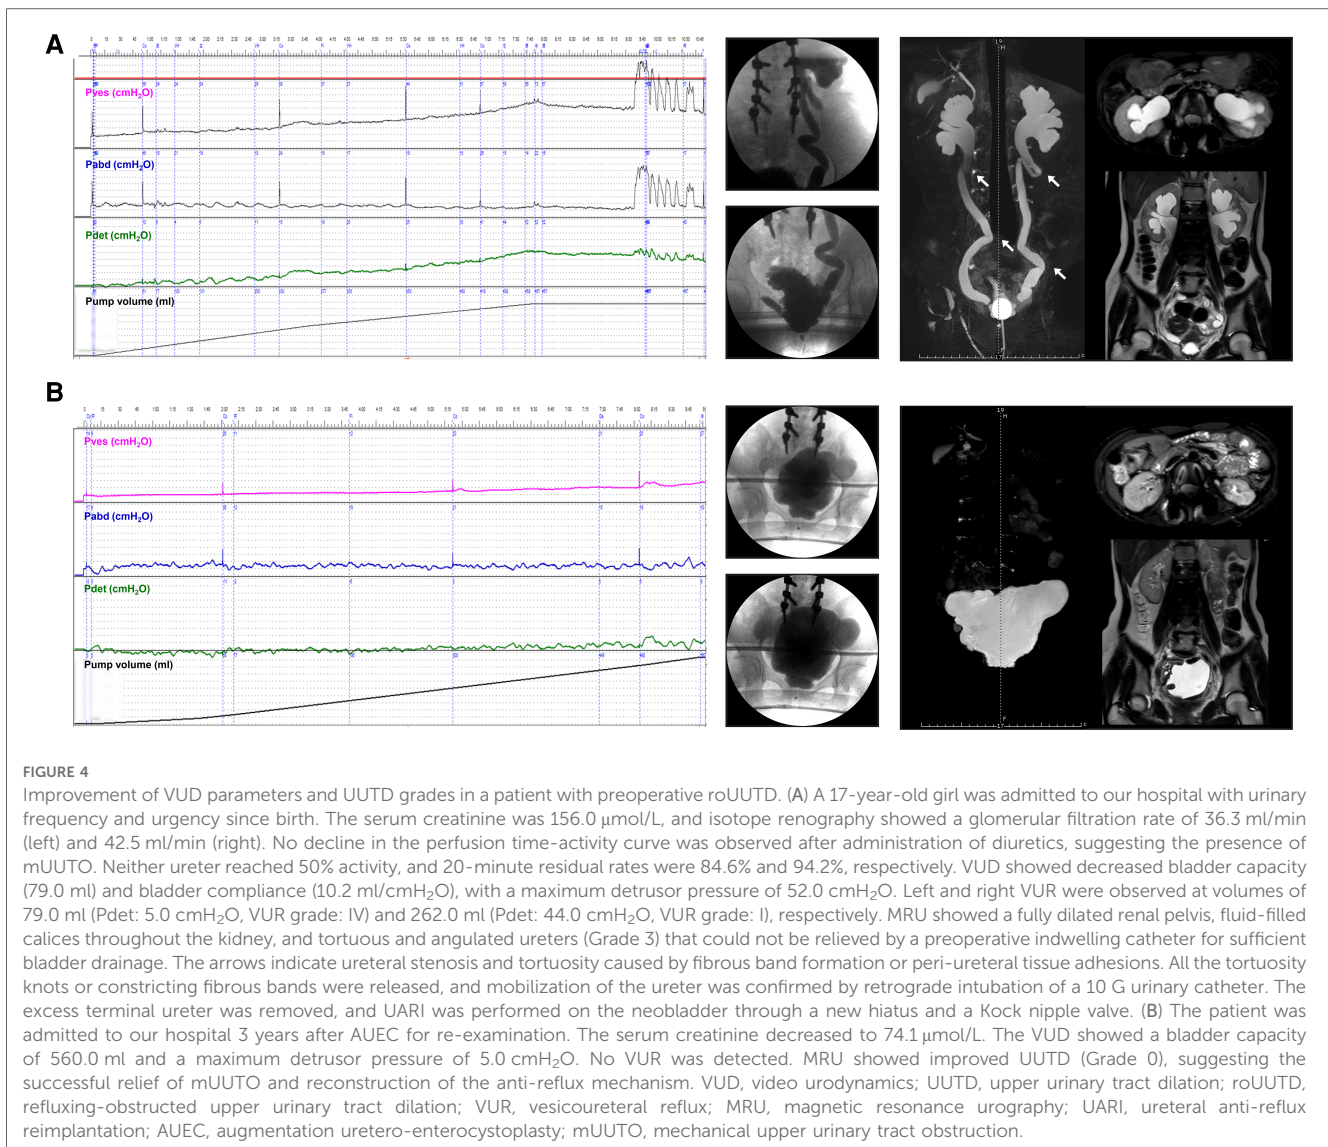 A
Pves (cmH₂O)
Pabd (cmH₂O)
Pdet (cmH₂O)
Pump volume (ml)
19
H
F
17
B
Pves (cmH₂O)
Pabd (cmH₂O)
Pdet (cmH₂O)
Pump volume (ml)
19
H
F
17
FIGURE 4
Improvement of VUD parameters and UUTD grades in a patient with preoperative roUUTD. (A) A 17-year-old girl was admitted to our hospital with urinary
frequency and urgency since birth. The serum creatinine was 156.0 μmol/L, and isotope renography showed a glomerular filtration rate of 36.3 ml/min
(left) and 42.5 ml/min (right). No decline in the perfusion time-activity curve was observed after administration of diuretics, suggesting the presence of
mUUTO. Neither ureter reached 50% activity, and 20-minute residual rates were 84.6% and 94.2%, respectively. VUD showed decreased bladder capacity
(79.0 ml) and bladder compliance (10.2 ml/cmH₂O), with a maximum detrusor pressure of 52.0 cmH₂O. Left and right VUR were observed at volumes of
79.0 ml (Pdet: 5.0 cmH₂O, VUR grade: IV) and 262.0 ml (Pdet: 44.0 cmH₂O, VUR grade: I), respectively. MRU showed a fully dilated renal pelvis, fluid-filled
calices throughout the kidney, and tortuous and angulated ureters (Grade 3) that could not be relieved by a preoperative indwelling catheter for sufficient
bladder drainage. The arrows indicate ureteral stenosis and tortuosity caused by fibrous band formation or peri-ureteral tissue adhesions. All the tortuosity
knots or constricting fibrous bands were released, and mobilization of the ureter was confirmed by retrograde intubation of a 10 G urinary catheter. The
excess terminal ureter was removed, and UARI was performed on the neobladder through a new hiatus and a Kock nipple valve. (B) The patient was
admitted to our hospital 3 years after AUEC for re-examination. The serum creatinine decreased to 74.1 μmol/L. The VUD showed a bladder capacity
of 560.0 ml and a maximum detrusor pressure of 5.0 cmH₂O. No VUR was detected. MRU showed improved UUTD (Grade 0), suggesting the
successful relief of mUUTO and reconstruction of the anti-reflux mechanism. VUD, video urodynamics; UUTD, upper urinary tract dilation; roUUTD,
refluxing-obstructed upper urinary tract dilation; VUR, vesicoureteral reflux; MRU, magnetic resonance urography; UARI, ureteral anti-reflux
reimplantation; AUEC, augmentation uretero-enterocystoplasty; mUUTO, mechanical upper urinary tract obstruction.